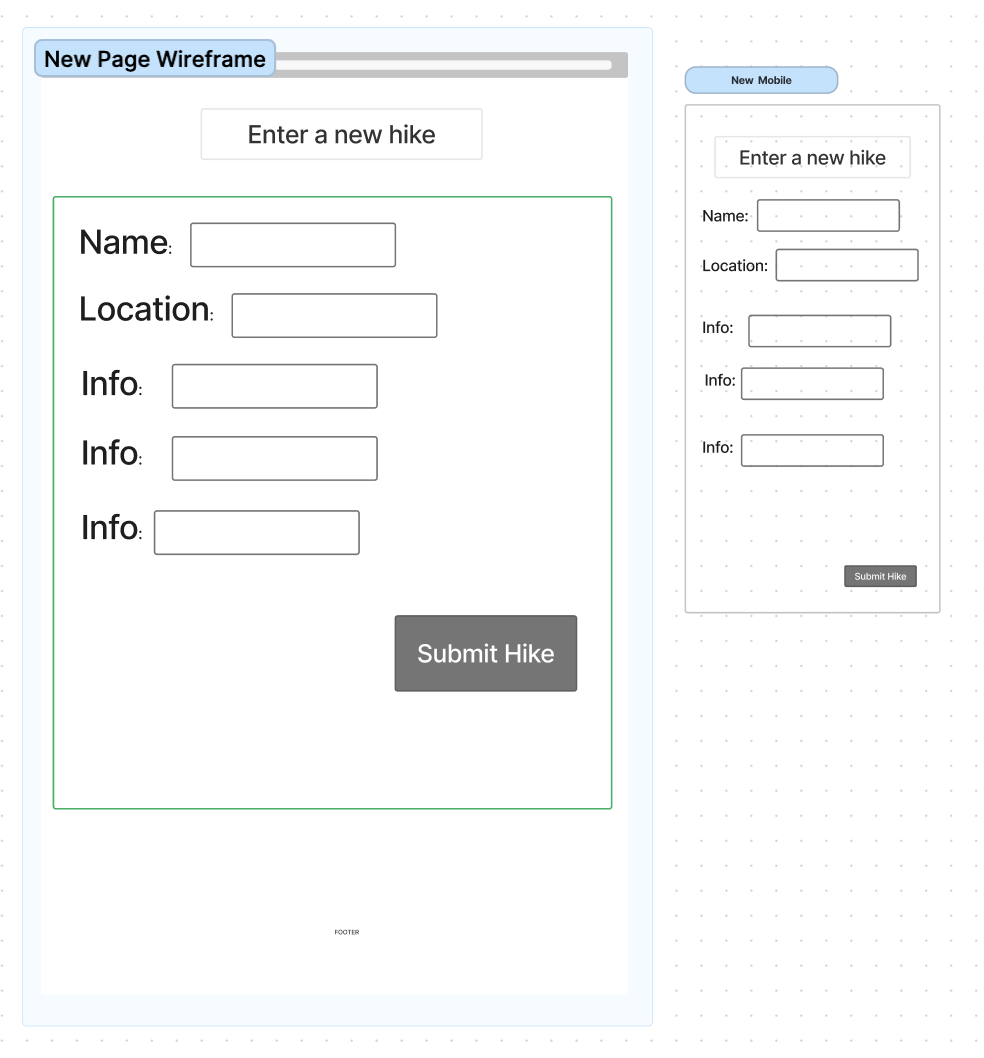 New Page Wireframe
Enter a new hike
Name:
Location:
Info:
Info:
Info:
Submit Hike
FOOTER
New Mobile
Enter a new hike
Name:
Location:
Info:
Info:
Info:
Submit Hike